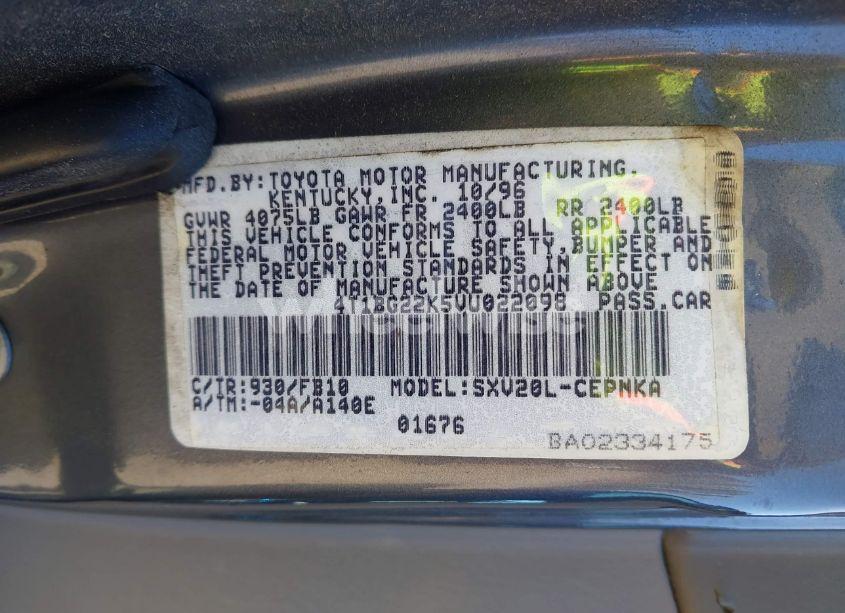 MFD.BY:TOYOTA MOTOR MANUFACTURING,
KENTUCKY,INC. 10/96
GVWR 4075LB GAWR FR 2400LB RR 2400LB
THIS VEHICLE CONFORMS TO ALL APPLICABLE
FEDERAL MOTOR VEHICLE SAFETY,BUMPER AND
THEFT PREVENTION STANDARDS IN EFFECT ON
THE DATE OF MANUFACTURE SHOWN ABOVE
4T1BG22K5VU022098 PASS.CAR
C/TR:930/FB10 MODEL:SXV20L-CEPNKA
A/TM:-04A/A140E
01676
BA02334175